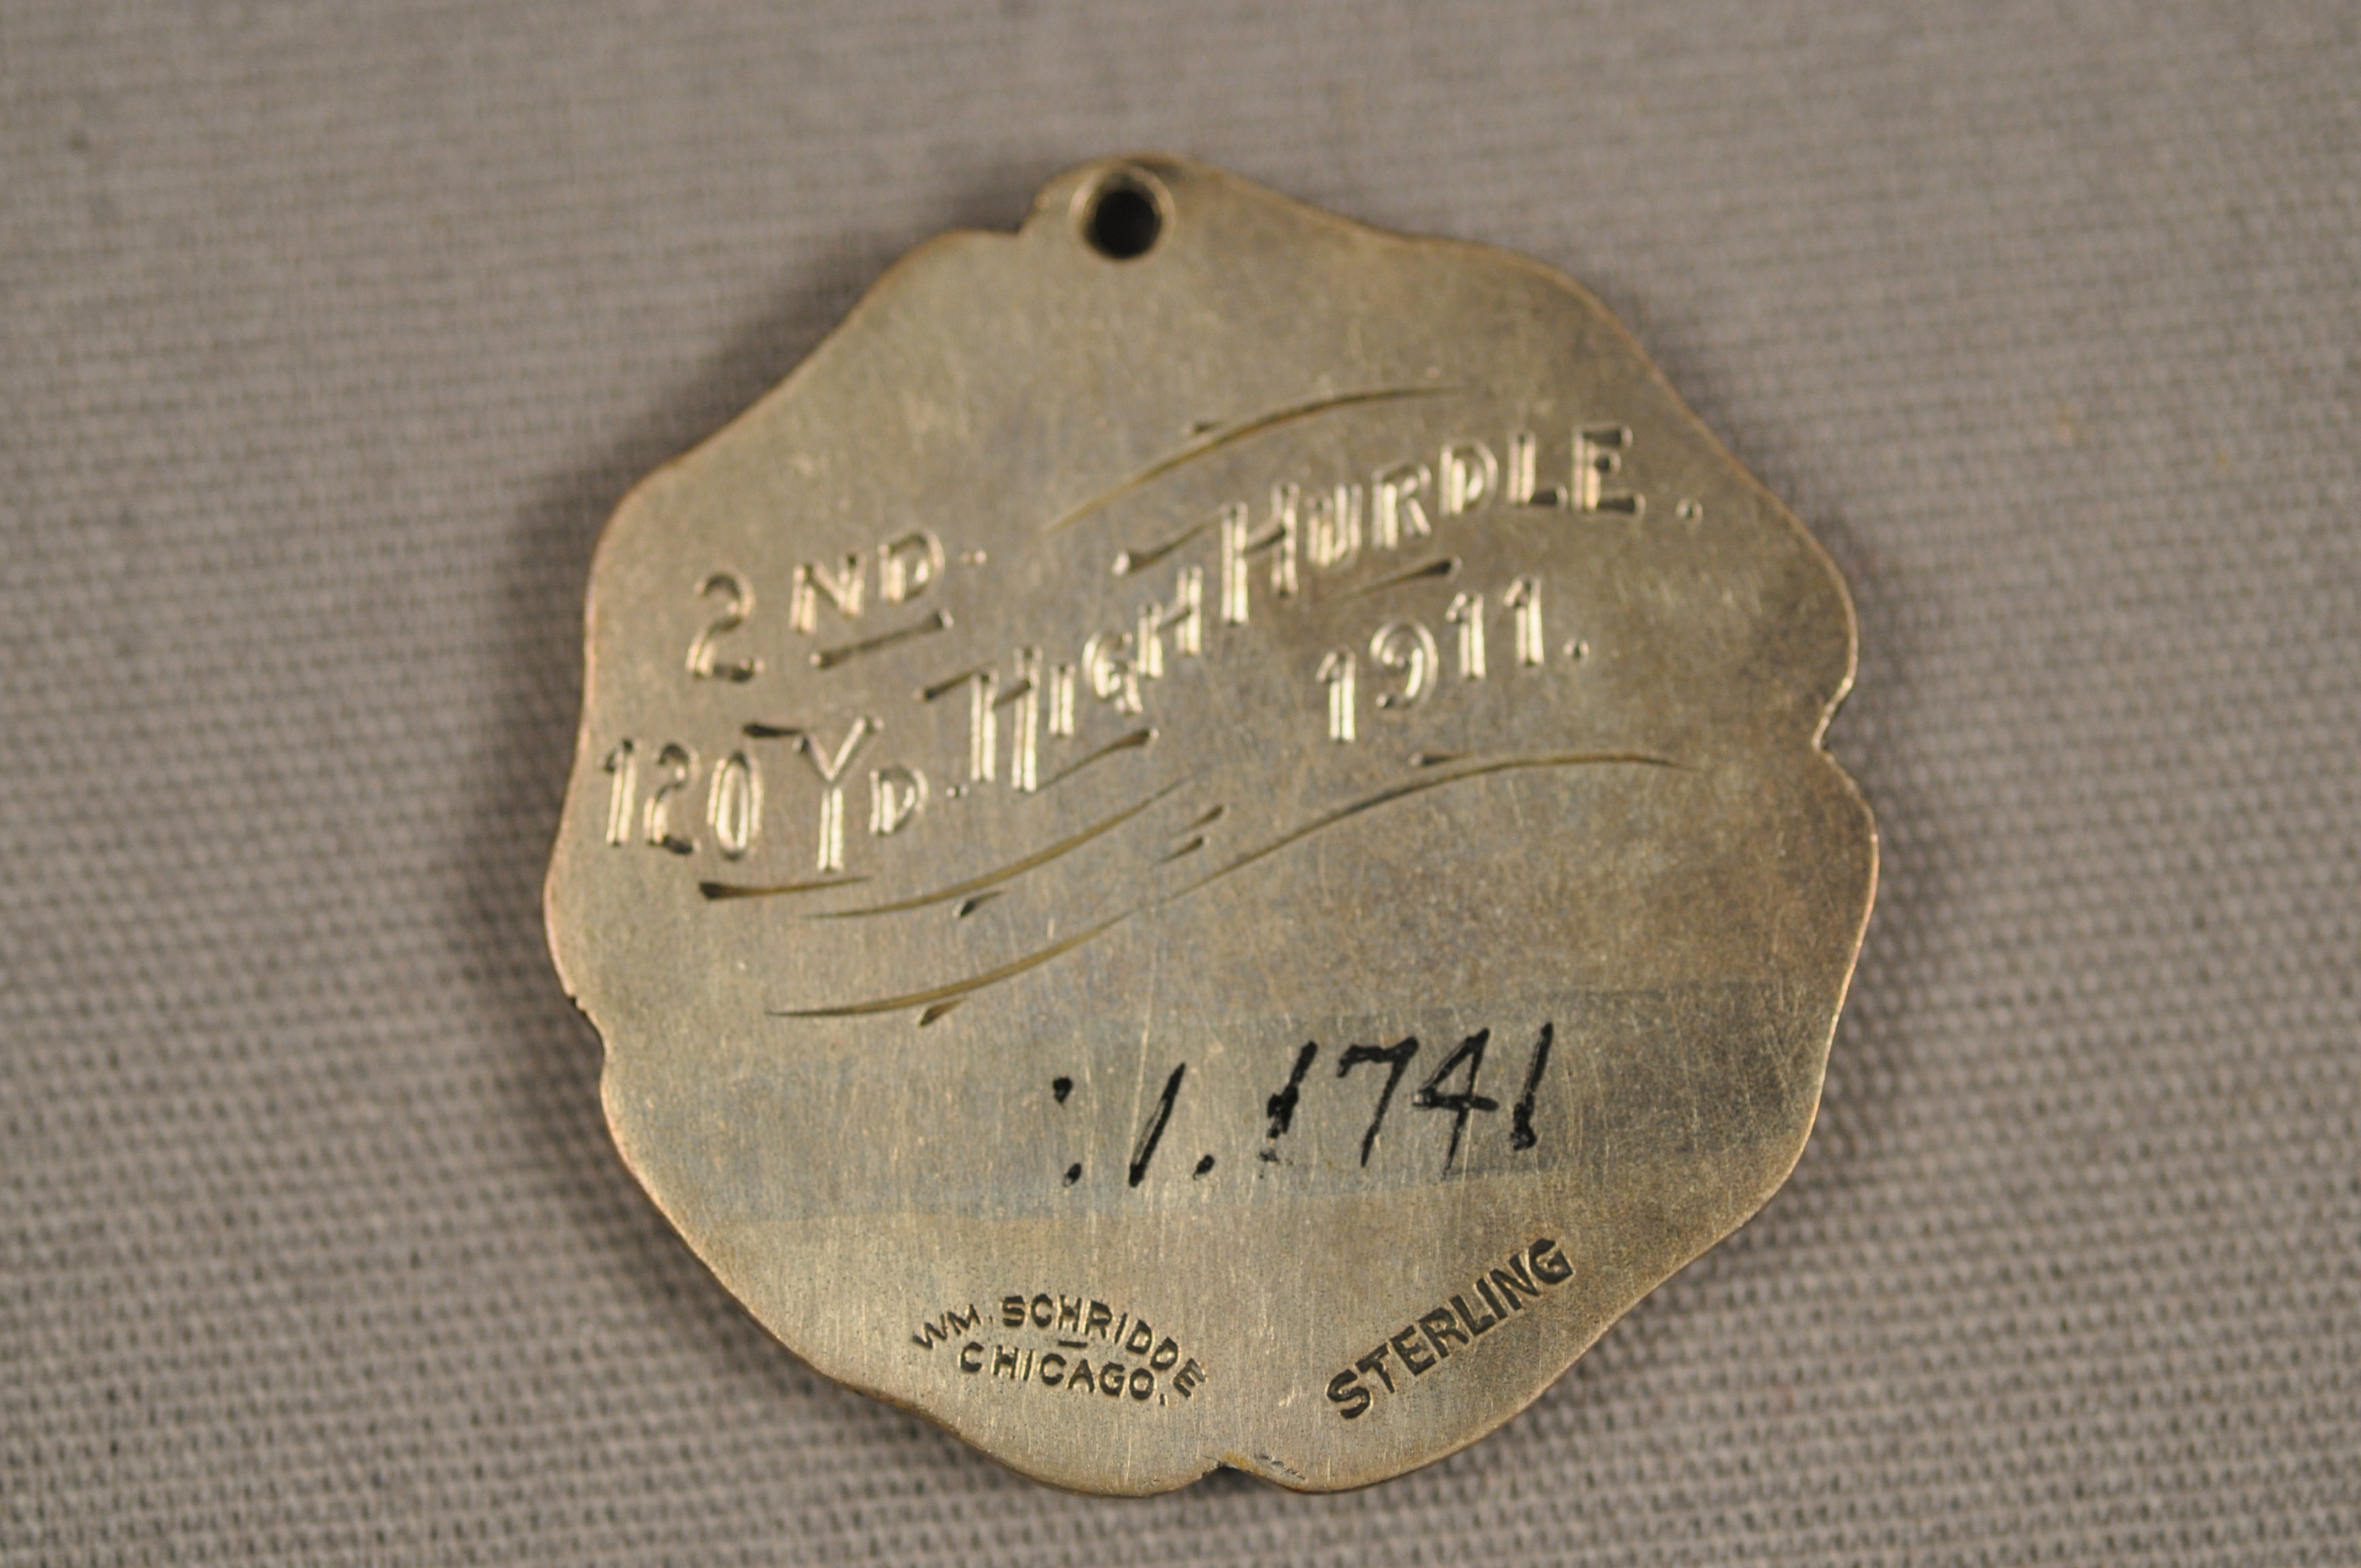 2ND.
120 YD. HIGH HURDLE.
1911.
:1.1741
WM. SCHRIDDE
CHICAGO,
STERLING